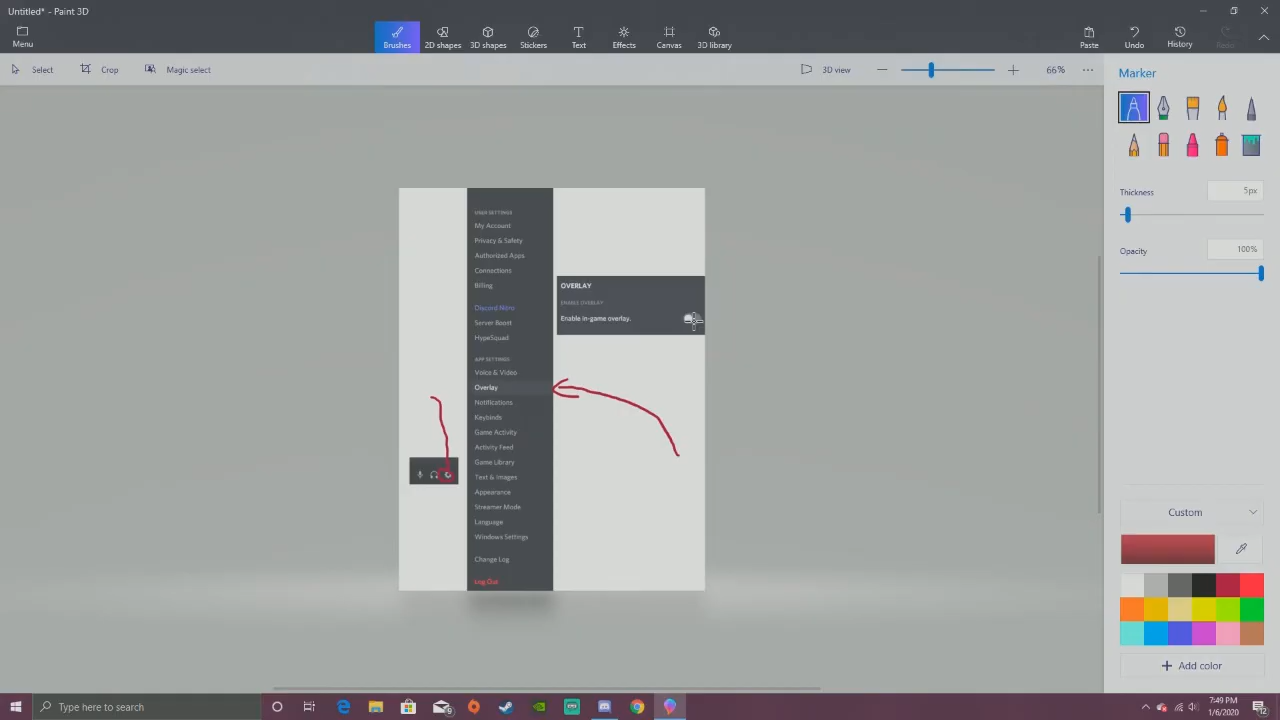 Untitled* - Paint 3D
Menu
Brushes
2D shapes
3D shapes
Stickers
Text
Effects
Canvas
3D library
Paste
Undo
History
Redo
Select
Crop
Magic select
3D view
66%
Marker
Thickness
5px
Opacity
100%
USER SETTINGS
My Account
Privacy & Safety
Authorized Apps
Connections
Billing
Discord Nitro
Server Boost
HypeSquad
APP SETTINGS
Voice & Video
Overlay
Notifications
Keybinds
Game Activity
Activity Feed
Game Library
Text & Images
Appearance
Streamer Mode
Language
Windows Settings
Change Log
Log Out
OVERLAY
ENABLE OVERLAY
Enable in-game overlay.
Custom
Add color
Type here to search
7:49 PM
1/6/2020